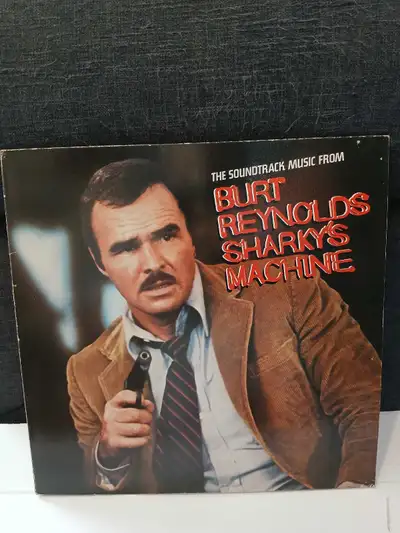 THE SOUNDTRACK MUSIC FROM
BURT
REYNOLDS
SHARKY'S
MACHINE